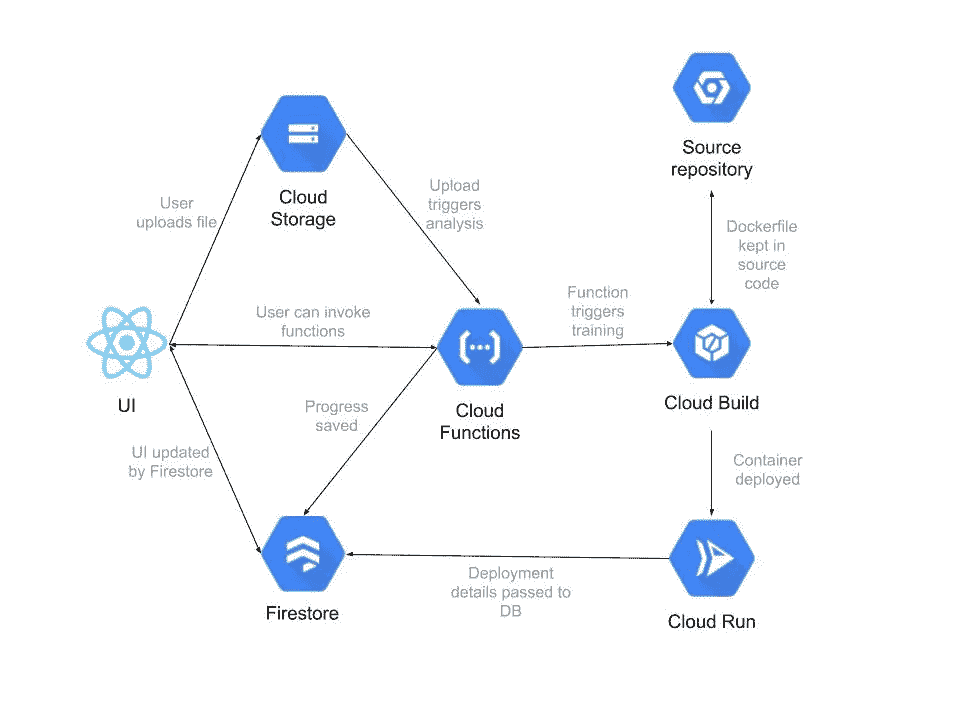 Source
repository
Cloud
Storage
Upload
triggers
analysis
User
uploads file
Dockerfile
kept in
source
code
User can invoke
functions
Function
triggers
training
UI
Cloud
Functions
Cloud Build
Progress
saved
UI updated
by Firestore
Container
deployed
Firestore
Deployment
details passed to
DB
Cloud Run